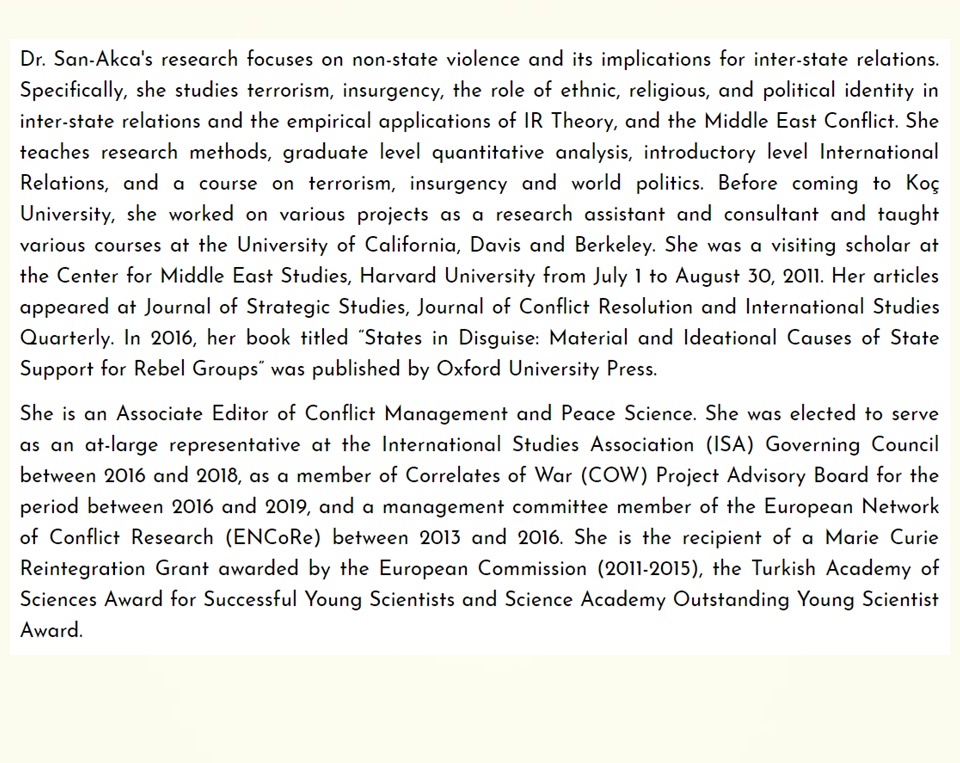 Dr. San-Akca's research focuses on non-state violence and its implications for inter-state relations.
Specifically, she studies terrorism, insurgency, the role of ethnic, religious, and political identity in
inter-state relations and the empirical applications of IR Theory, and the Middle East Conflict. She
teaches research methods, graduate level quantitative analysis, introductory level International
Relations, and a course on terrorism, insurgency and world politics. Before coming to Koç
University, she worked on various projects as a research assistant and consultant and taught
various courses at the University of California, Davis and Berkeley. She was a visiting scholar at
the Center for Middle East Studies, Harvard University from July 1 to August 30, 2011. Her articles
appeared at Journal of Strategic Studies, Journal of Conflict Resolution and International Studies
Quarterly. In 2016, her book titled “States in Disguise: Material and Ideational Causes of State
Support for Rebel Groups” was published by Oxford University Press.
She is an Associate Editor of Conflict Management and Peace Science. She was elected to serve
as an at-large representative at the International Studies Association (ISA) Governing Council
between 2016 and 2018, as a member of Correlates of War (COW) Project Advisory Board for the
period between 2016 and 2019, and a management committee member of the European Network
of Conflict Research (ENCoRe) between 2013 and 2016. She is the recipient of a Marie Curie
Reintegration Grant awarded by the European Commission (2011-2015), the Turkish Academy of
Sciences Award for Successful Young Scientists and Science Academy Outstanding Young Scientist
Award.